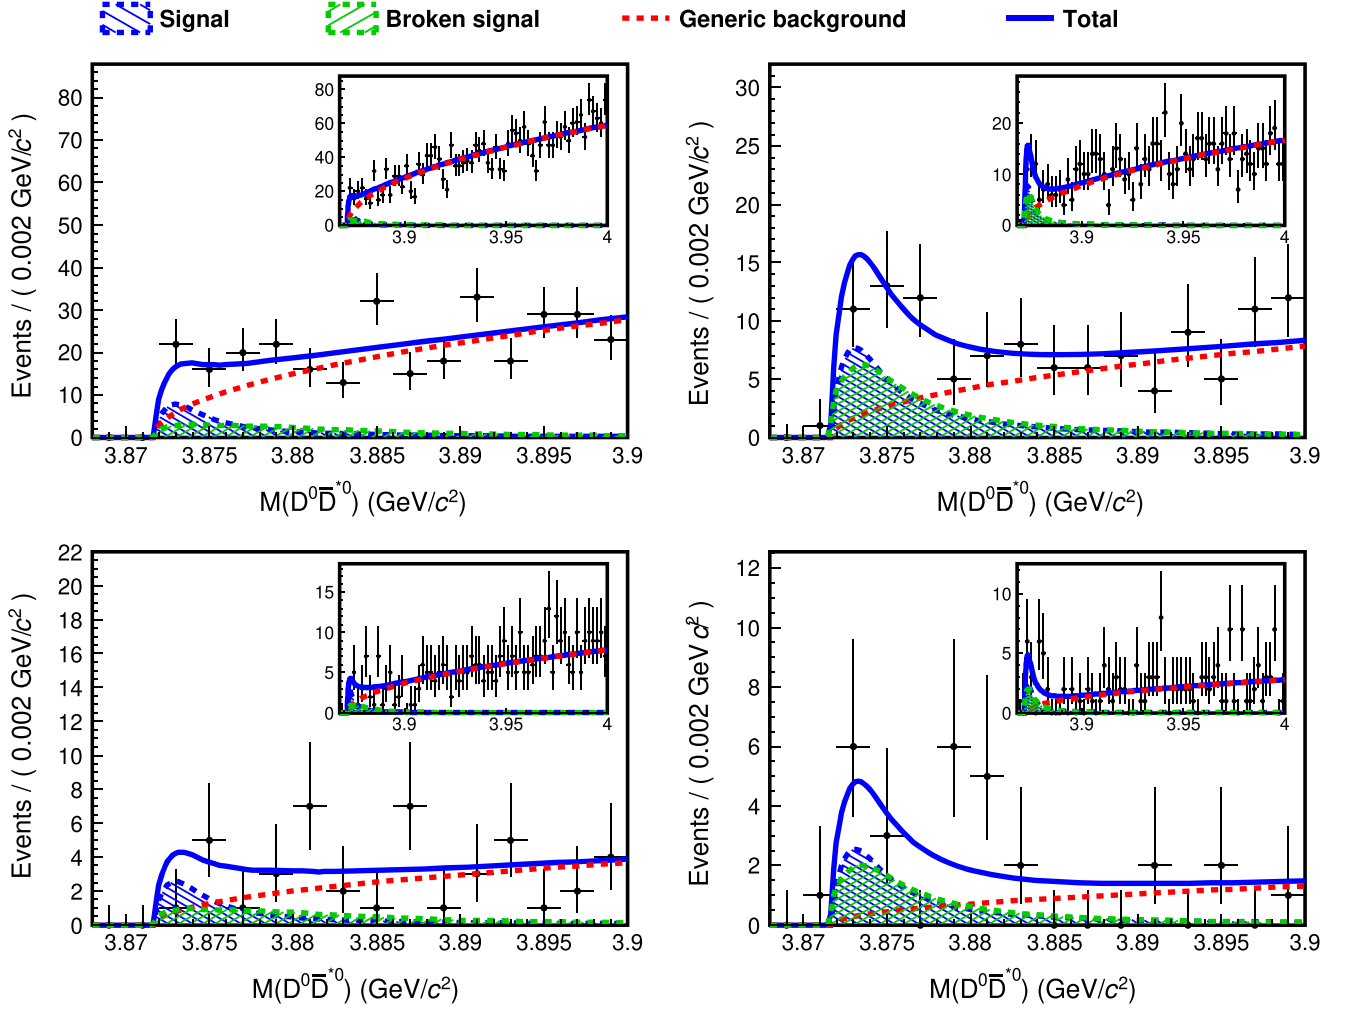 Signal Broken signal Generic background Total
Events / ( 0.002 GeV/c² )
80
70
60
50
40
30
20
10
0
3.87 3.875 3.88 3.885 3.89 3.895 3.9
M(D⁰D̅*⁰) (GeV/c²)
80
60
40
20
0
3.9 3.95 4
Events / ( 0.002 GeV/c² )
30
25
20
15
10
5
0
3.87 3.875 3.88 3.885 3.89 3.895 3.9
M(D⁰D̅*⁰) (GeV/c²)
20
10
0
3.9 3.95 4
Events / ( 0.002 GeV/c² )
22
20
18
16
14
12
10
8
6
4
2
0
3.87 3.875 3.88 3.885 3.89 3.895 3.9
M(D⁰D̅*⁰) (GeV/c²)
15
10
5
0
3.9 3.95 4
Events / ( 0.002 GeV c² )
12
10
8
6
4
2
0
3.87 3.875 3.88 3.885 3.89 3.895 3.9
M(D⁰D̅*⁰) (GeV/c²)
10
5
0
3.9 3.95 4